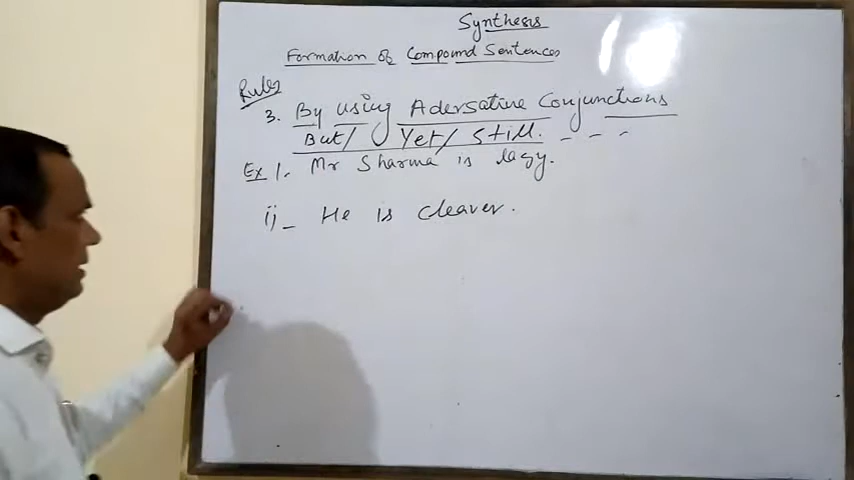 Synthesis
Formation of Compound Sentences
Rules
3. By using Adersative Conjunctions
But/ Yet/ Still. - - -
Ex 1. Mr Sharma is lazy.
ii) - He is cleaver.